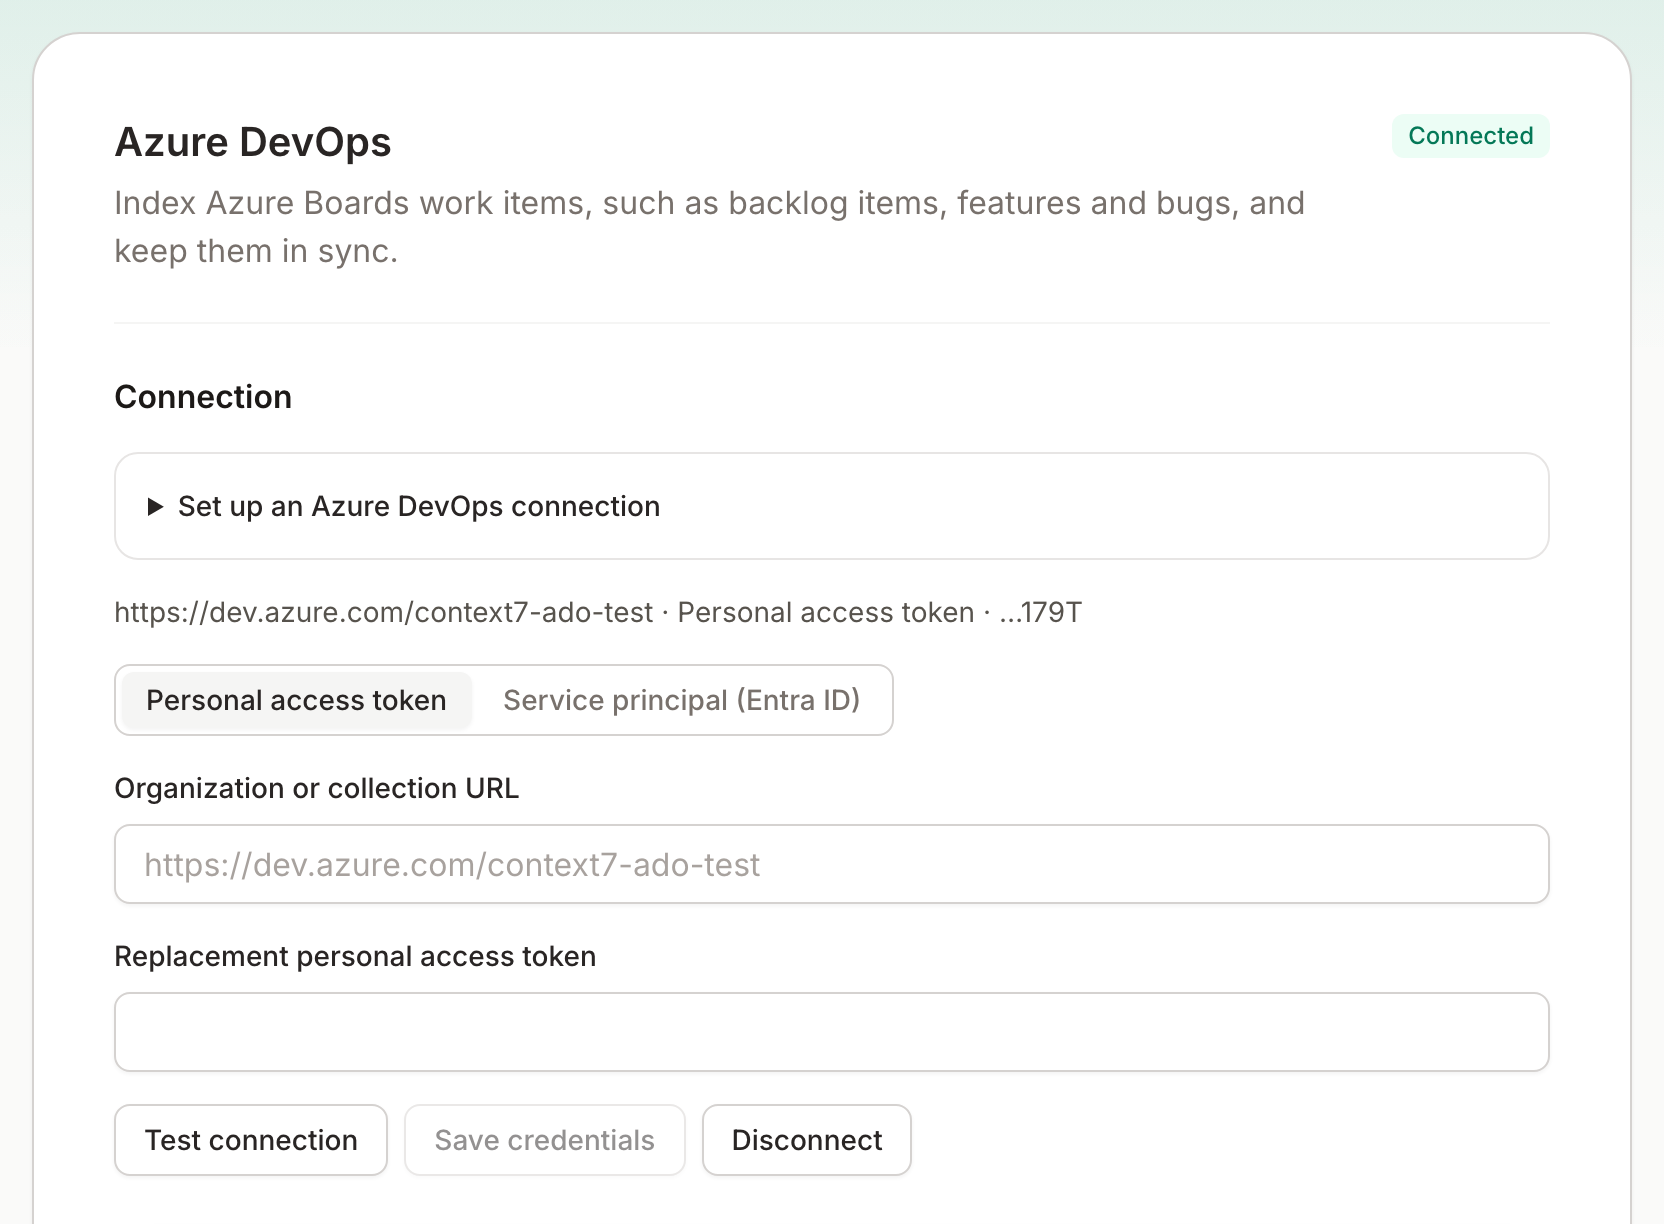 Azure DevOps
Connected
Index Azure Boards work items, such as backlog items, features and bugs, and
keep them in sync.
Connection
Set up an Azure DevOps connection
https://dev.azure.com/context7-ado-test · Personal access token · ...179T
Personal access token
Service principal (Entra ID)
Organization or collection URL
https://dev.azure.com/context7-ado-test
Replacement personal access token
Test connection
Save credentials
Disconnect